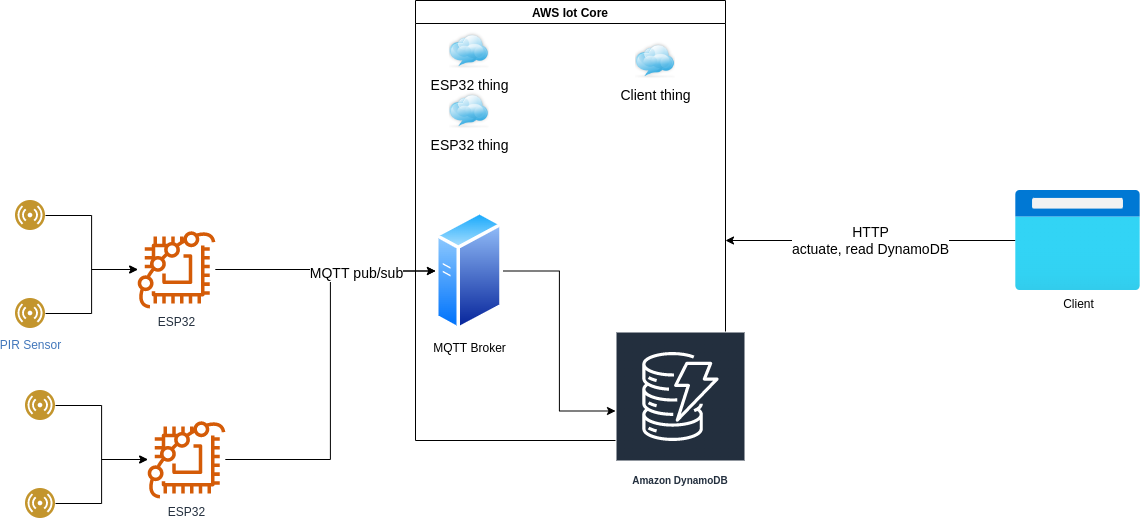 AWS Iot Core
ESP32 thing
Client thing
ESP32 thing
HTTP
actuate, read DynamoDB
MQTT pub/sub
Client
ESP32
PIR Sensor
MQTT Broker
Amazon DynamoDB
ESP32